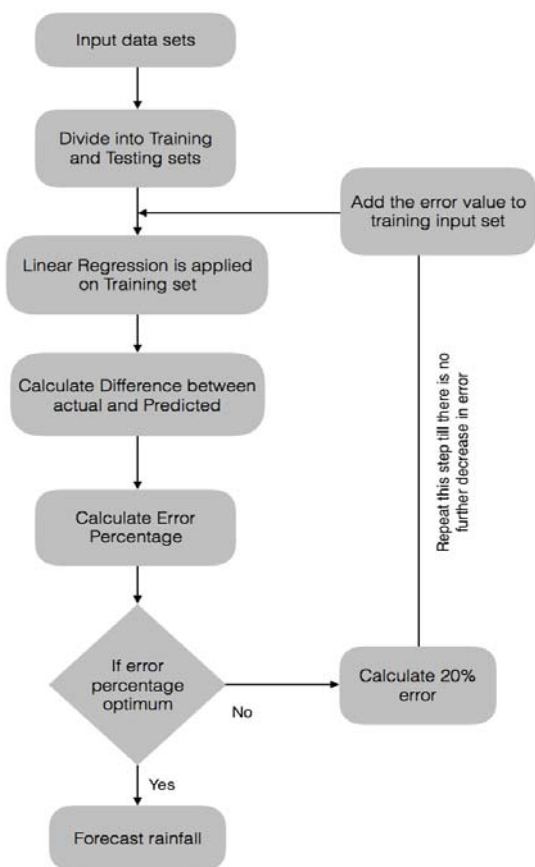 Input data sets
Divide into Training
and Testing sets
Add the error value to
training input set
Linear Regression is applied
on Training set
Calculate Difference between
actual and Predicted
Repeat this step till there is no
further decrease in error
Calculate Error
Percentage
If error
percentage
optimum
No
Calculate 20%
error
Yes
Forecast rainfall